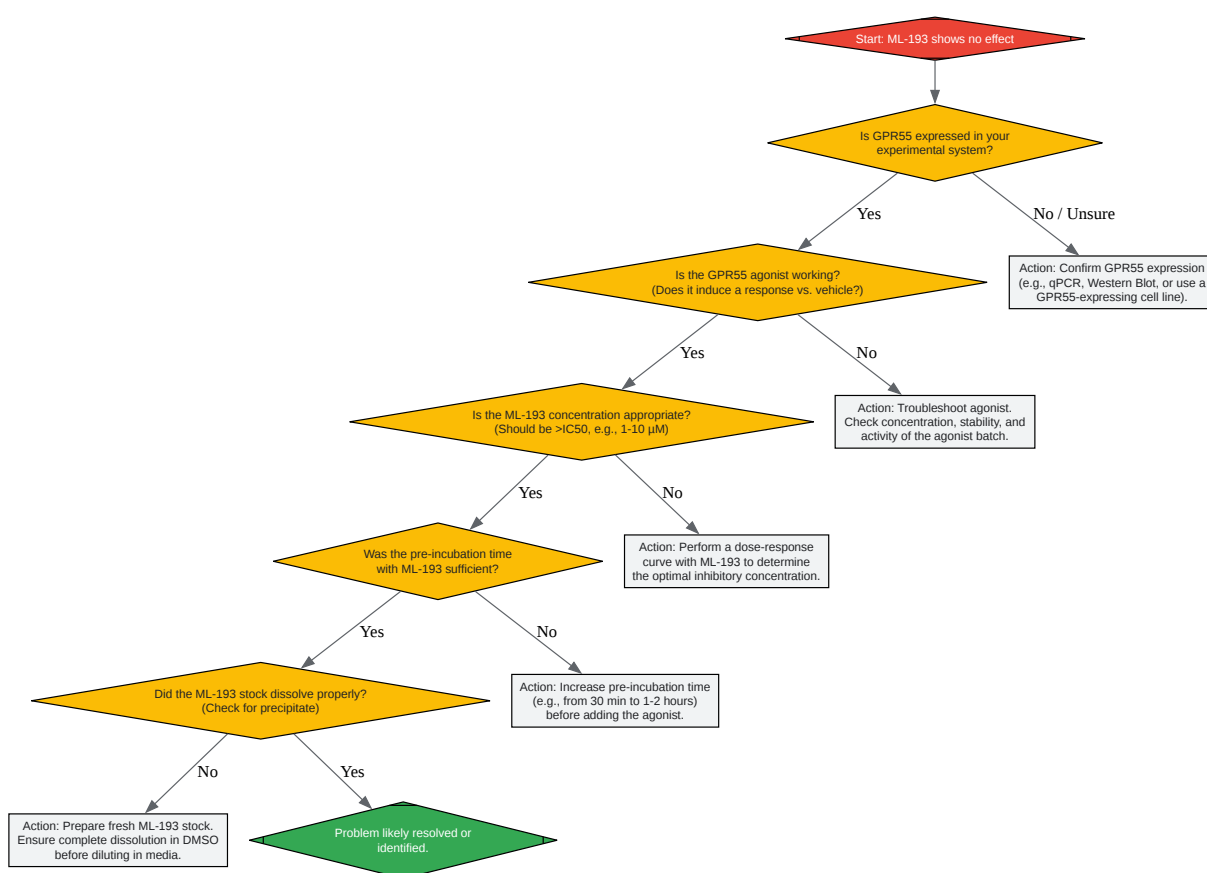 Start: ML-193 shows no effect
Is GPR55 expressed in your
experimental system?
Yes
No / Unsure
Action: Confirm GPR55 expression
(e.g., qPCR, Western Blot, or use a
GPR55-expressing cell line).
Is the GPR55 agonist working?
(Does it induce a response vs. vehicle?)
Yes
No
Action: Troubleshoot agonist.
Check concentration, stability, and
activity of the agonist batch.
Is the ML-193 concentration appropriate?
(Should be >IC50, e.g., 1-10 µM)
Yes
No
Action: Perform a dose-response
curve with ML-193 to determine
the optimal inhibitory concentration.
Was the pre-incubation time
with ML-193 sufficient?
Yes
No
Action: Increase pre-incubation time
(e.g., from 30 min to 1-2 hours)
before adding the agonist.
Did the ML-193 stock dissolve properly?
(Check for precipitate)
No
Yes
Action: Prepare fresh ML-193 stock.
Ensure complete dissolution in DMSO
before diluting in media.
Problem likely resolved or
identified.